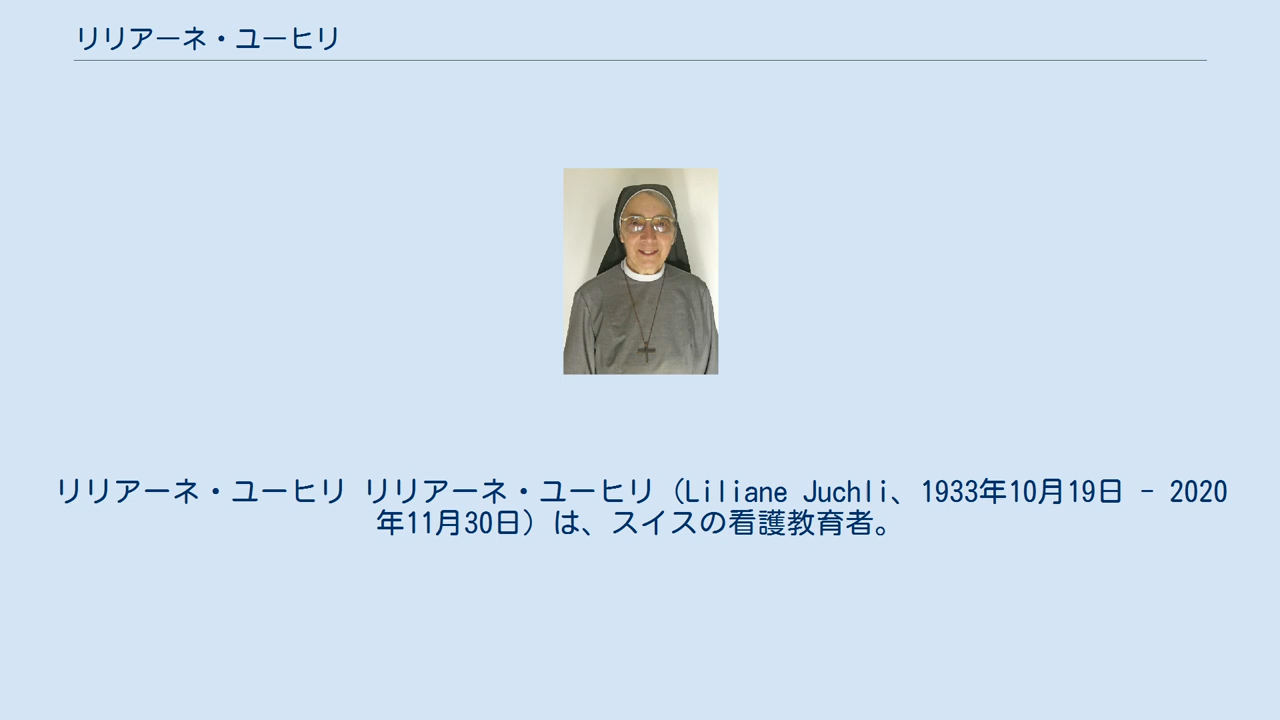 リリアーネ・ユーヒリ
リリアーネ・ユーヒリ リリアーネ・ユーヒリ（Liliane Juchli、1933年10月19日 - 2020
年11月30日）は、スイスの看護教育者。